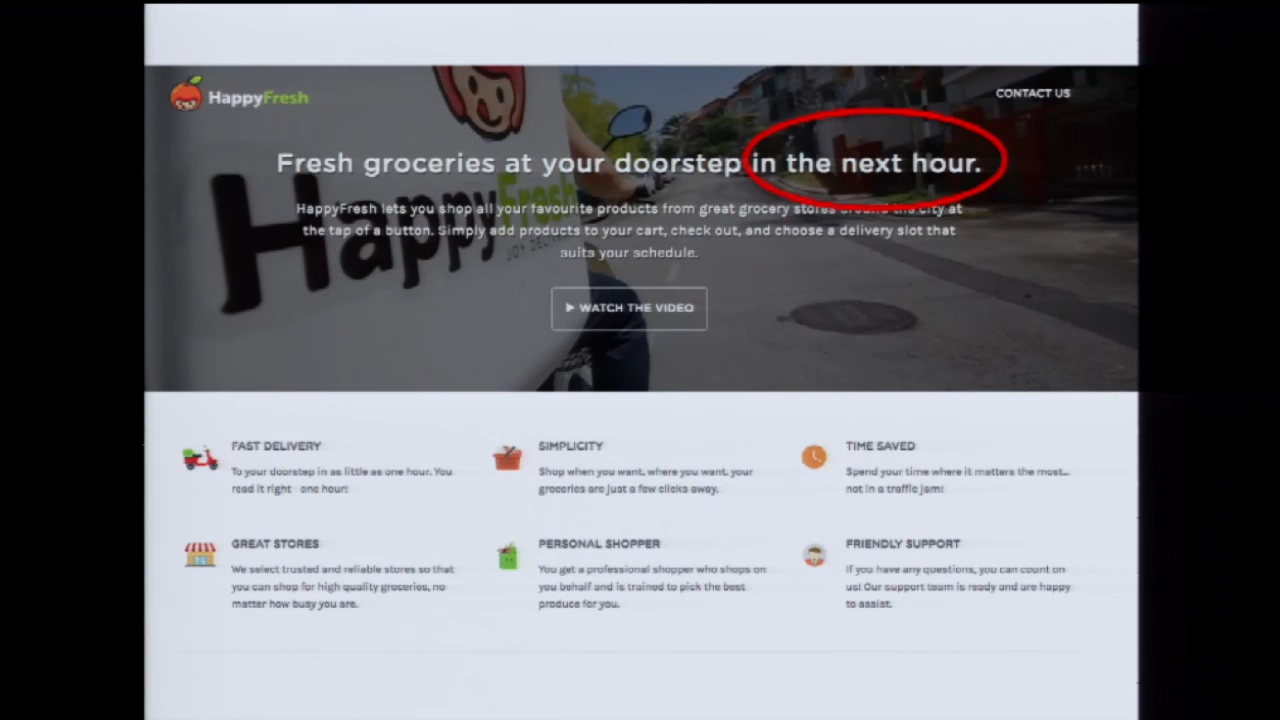 HappyFresh
CONTACT US
Fresh groceries at your doorstep in the next hour.
HappyFresh lets you shop all your favourite products from great grocery stores around the city at
the tap of a button. Simply add products to your cart, check out, and choose a delivery slot that
suits your schedule.
HappyFresh
JOY DELIVERED
WATCH THE VIDEO
FAST DELIVERY
To your doorstep in as little as one hour. You
read it right one hour!
SIMPLICITY
Shop when you want, where you want, your
groceries are just a few clicks away.
TIME SAVED
Spend your time where it matters the most...
not in a traffic jam!
GREAT STORES
We select trusted and reliable stores so that
you can shop for high quality groceries, no
matter how busy you are.
PERSONAL SHOPPER
You get a professional shopper who shops on
you behalf and is trained to pick the best
produce for you.
FRIENDLY SUPPORT
If you have any questions, you can count on
us! Our support team is ready and are happy
to assist.